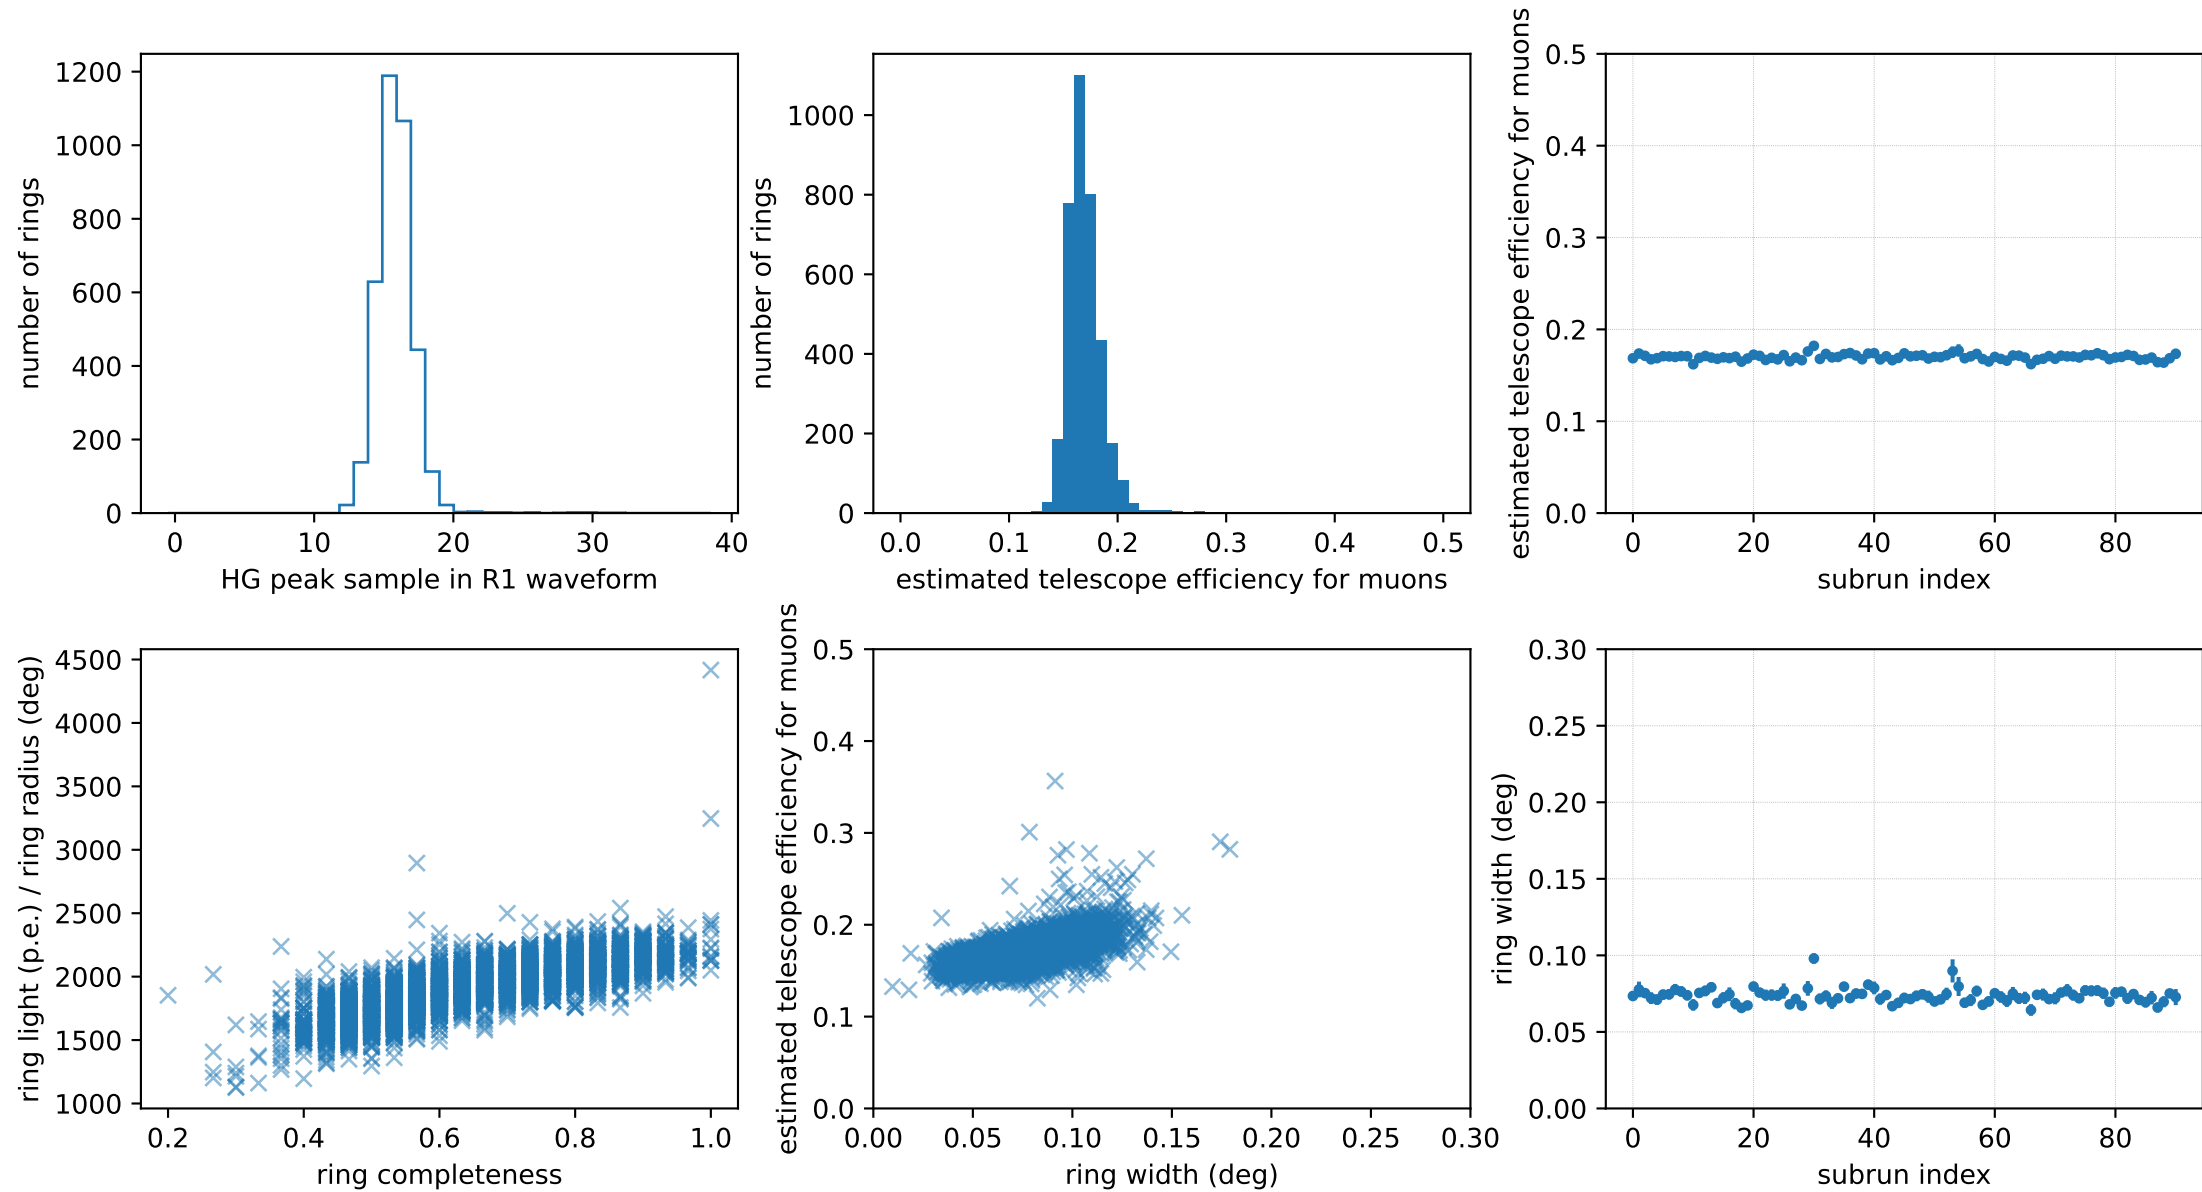 number of rings
1200
1000
800
600
400
200
0
0 10 20 30 40
HG peak sample in R1 waveform
number of rings
1000
800
600
400
200
0
0.0 0.1 0.2 0.3 0.4 0.5
estimated telescope efficiency for muons
estimated telescope efficiency for muons
0.5
0.4
0.3
0.2
0.1
0.0
0 20 40 60 80
subrun index
ring light (p.e.) / ring radius (deg)
4500
4000
3500
3000
2500
2000
1500
1000
0.2 0.4 0.6 0.8 1.0
ring completeness
estimated telescope efficiency for muons
0.5
0.4
0.3
0.2
0.1
0.0
0.00 0.05 0.10 0.15 0.20 0.25 0.30
ring width (deg)
ring width (deg)
0.30
0.25
0.20
0.15
0.10
0.05
0.00
0 20 40 60 80
subrun index